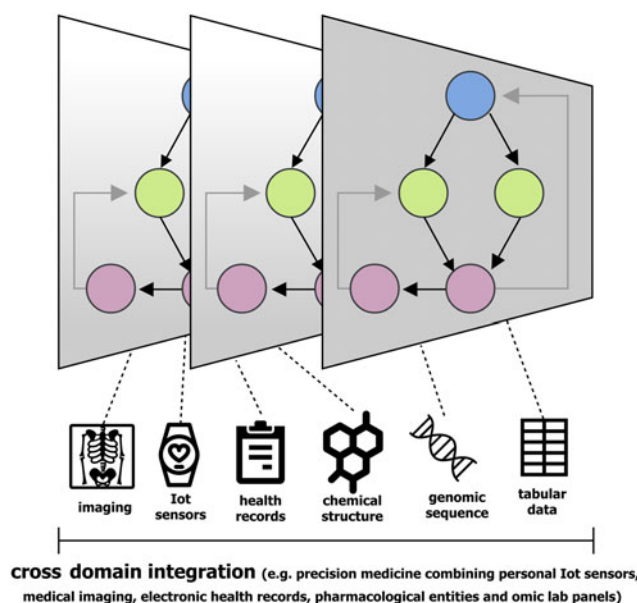 imaging
Iot
sensors
health
records
chemical
structure
genomic
sequence
tabular
data
cross domain integration (e.g. precision medicine combining personal Iot sensors,
medical imaging, electronic health records, pharmacological entities and omic lab panels)